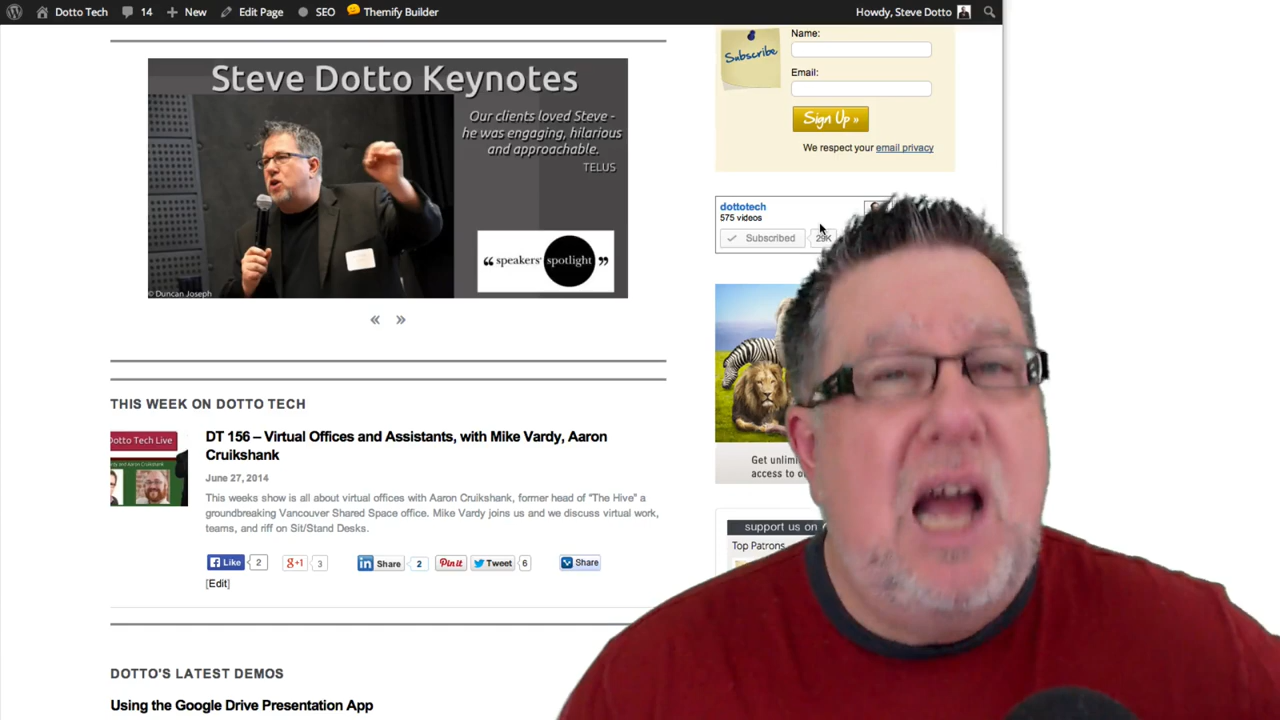 Dotto Tech 14 New Edit Page SEO Themify Builder Howdy, Steve Dotto
Steve Dotto Keynotes
Our clients loved Steve -
he was engaging, hilarious
and approachable.
TELUS
“ speakers' spotlight ”
© Duncan Joseph
« »
THIS WEEK ON DOTTO TECH
Dotto Tech Live
DT 156 – Virtual Offices and Assistants, with Mike Vardy, Aaron
Cruikshank
June 27, 2014
This weeks show is all about virtual offices with Aaron Cruikshank, former head of "The Hive" a
groundbreaking Vancouver Shared Space office. Mike Vardy joins us and we discuss virtual work,
teams, and riff on Sit/Stand Desks.
Like 2 +1 3 in Share 2 Pin it Tweet 6 Share
[Edit]
DOTTO'S LATEST DEMOS
Using the Google Drive Presentation App
Subscribe
Name:
Email:
Sign Up »
We respect your email privacy
dottotech
575 videos
Subscribed 29K
Get
access to
support us on
Top Patrons